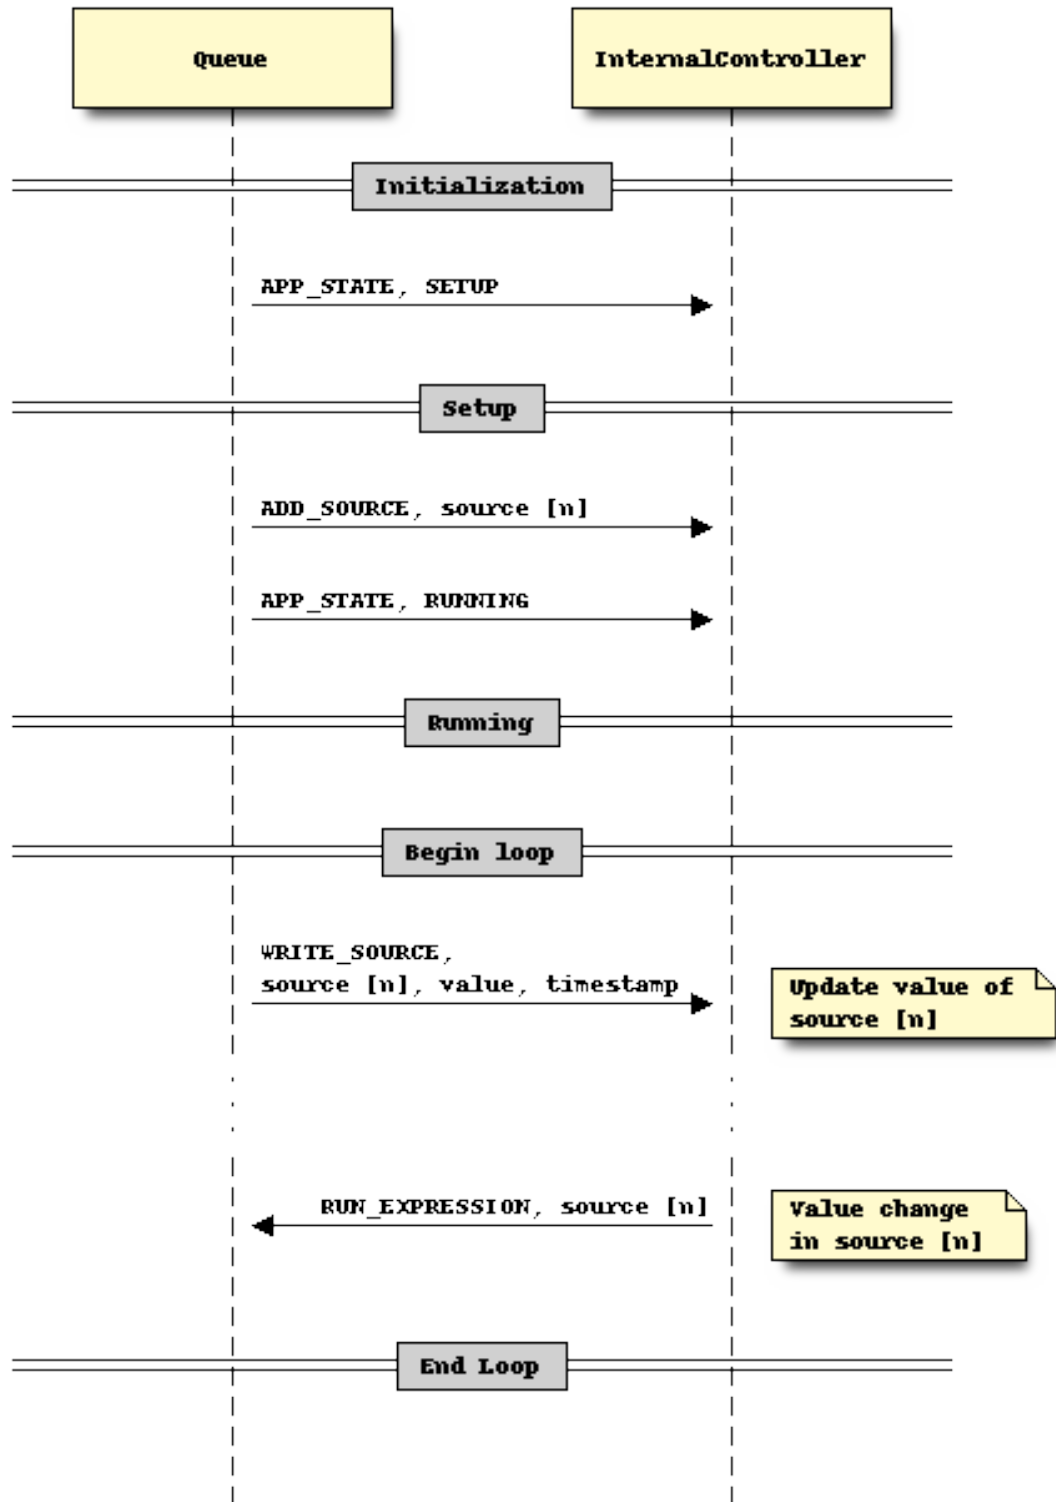 Queue
InternalController
Initialization
APP_STATE, SETUP
Setup
ADD_SOURCE, source [n]
APP_STATE, RUNNING
Running
Begin loop
WRITE_SOURCE,
source [n], value, timestamp
Update value of
source [n]
RUN_EXPRESSION, source [n]
Value change
in source [n]
End Loop